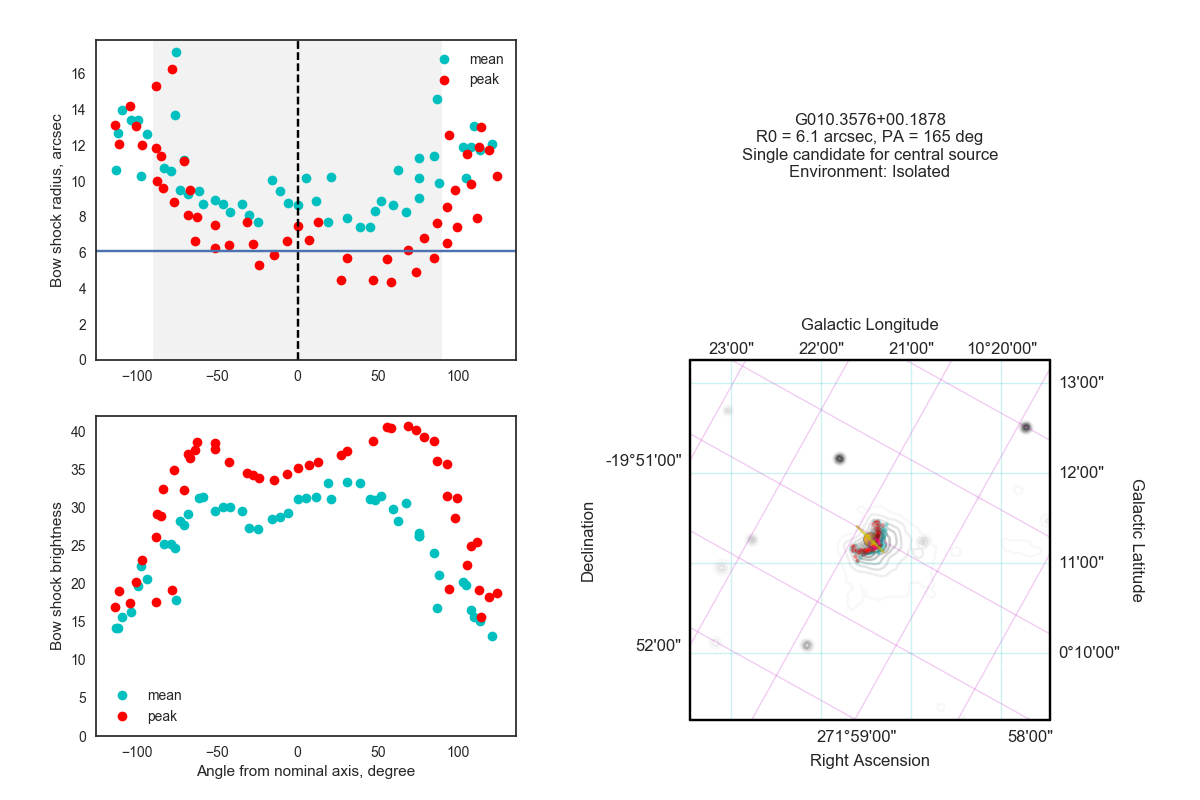 Bow shock radius, arcsec
16
14
12
10
8
6
4
2
0
−100
−50
0
50
100
mean
peak
G010.3576+00.1878
R0 = 6.1 arcsec, PA = 165 deg
Single candidate for central source
Environment: Isolated
Bow shock brightness
40
35
30
25
20
15
10
5
0
−100
−50
0
50
100
Angle from nominal axis, degree
mean
peak
Galactic Longitude
23'00"
22'00"
21'00"
10°20'00"
13'00"
12'00"
11'00"
0°10'00"
Galactic Latitude
-19°51'00"
52'00"
Declination
271°59'00"
58'00"
Right Ascension